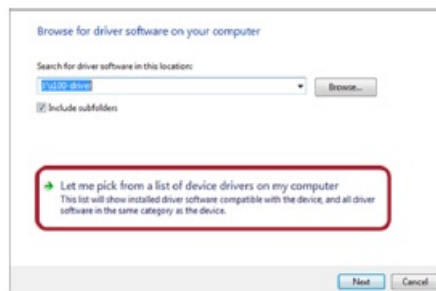 Browse for driver software on your computer
Search for driver software in this location:
Browse...
Include subfolders
Let me pick from a list of device drivers on my computer
This list will show installed driver software compatible with the device, and all driver
software in the same category as the device.
Next
Cancel